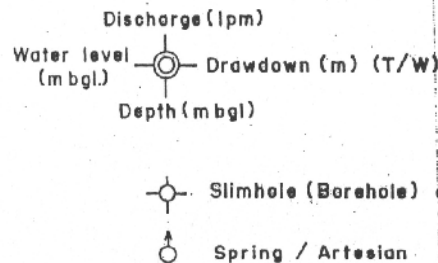 Discharge (lpm)
Water level
(m bgl.)
Drawdown (m) (T/W)
Depth (m bgl)
Slimhole (Borehole)
Spring / Artesian